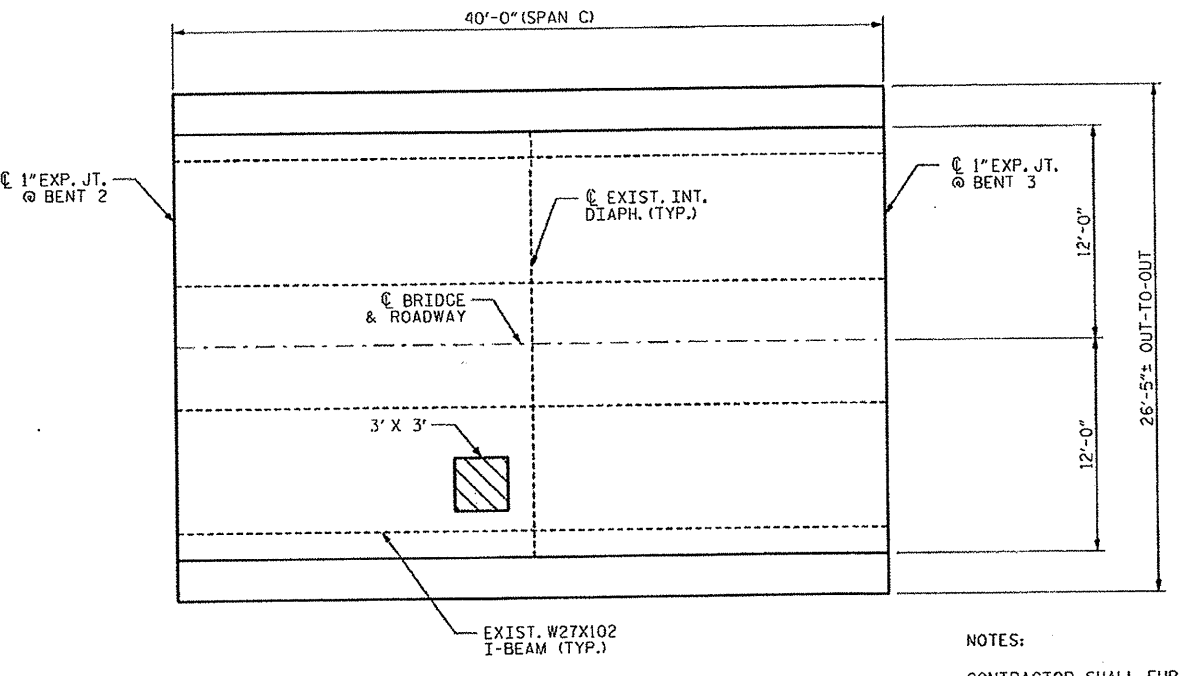 40'-0" (SPAN C)
℄ 1" EXP. JT.
@ BENT 2
℄ EXIST. INT.
DIAPH. (TYP.)
℄ 1" EXP. JT.
@ BENT 3
12'-0"
26'-5"± OUT-TO-OUT
℄ BRIDGE
& ROADWAY
3' X 3'
12'-0"
EXIST. W27X102
I-BEAM (TYP.)
NOTES: